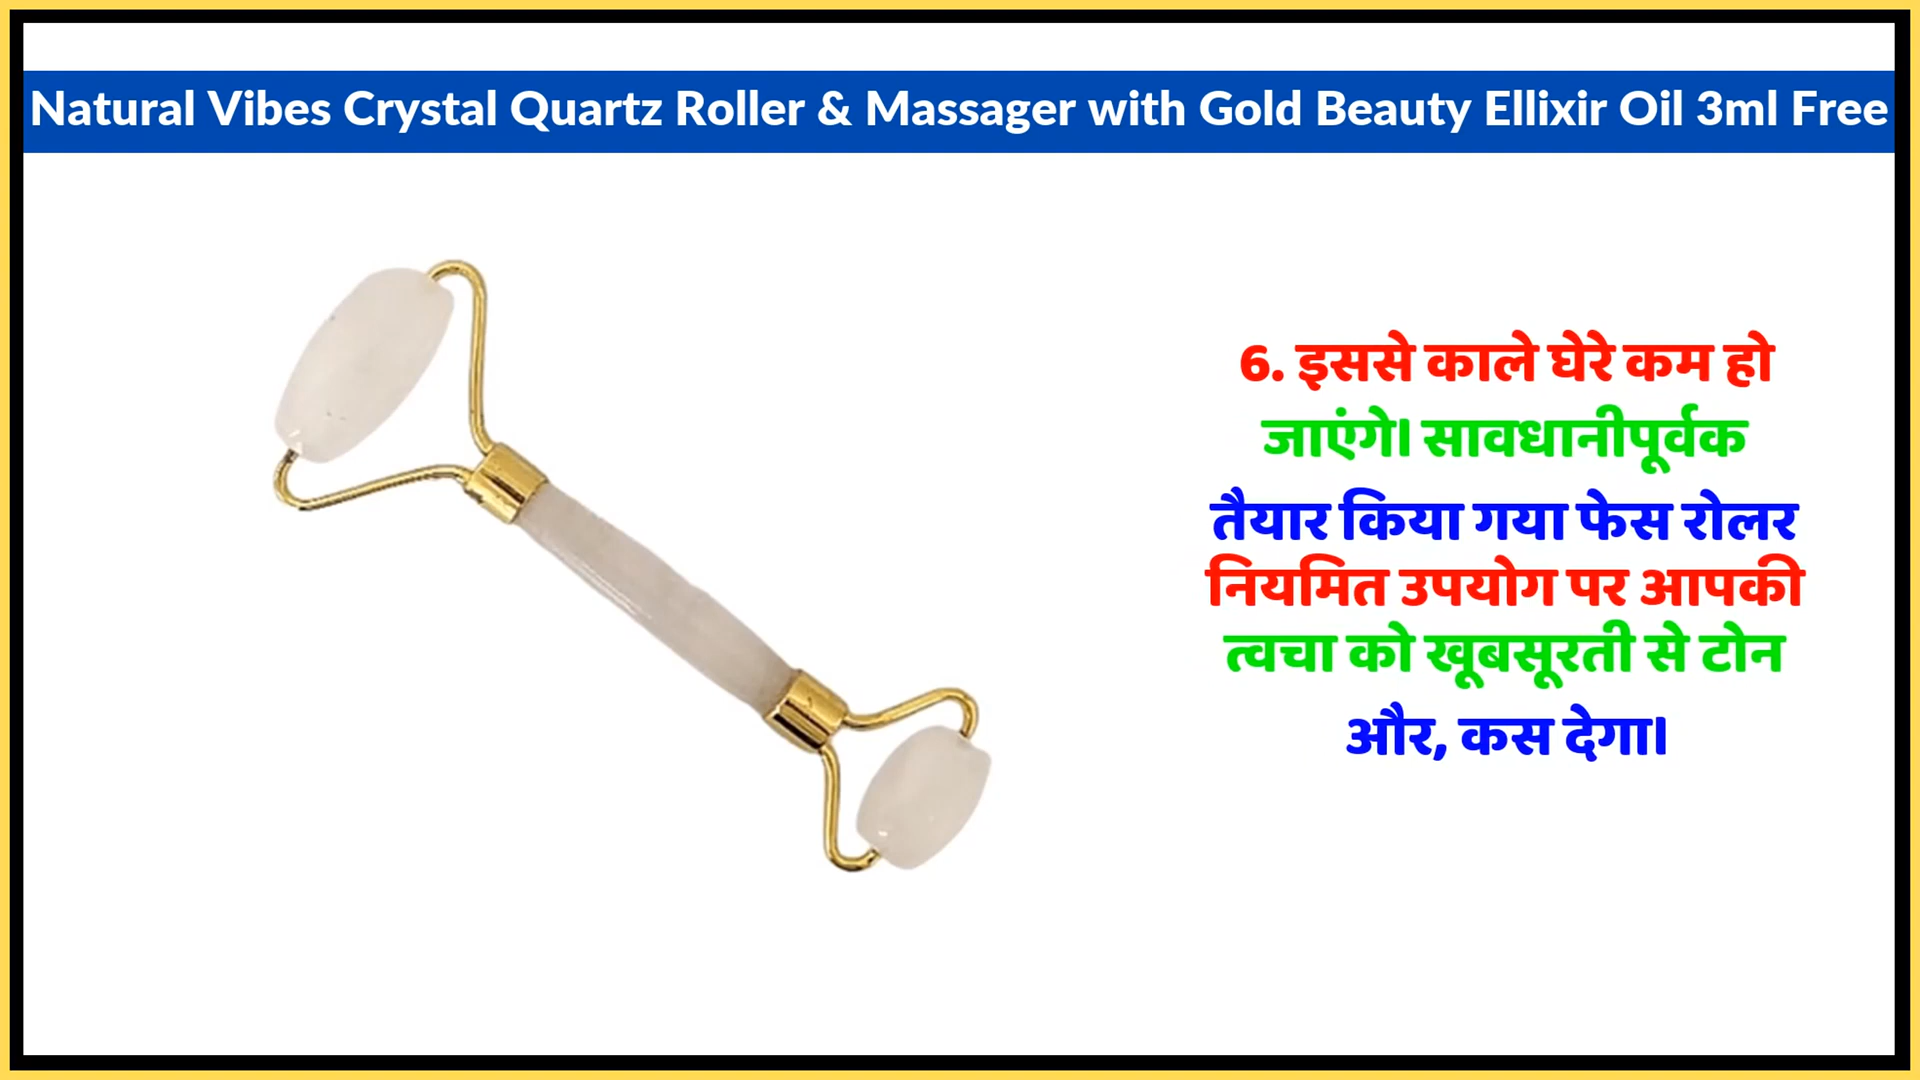 Natural Vibes Crystal Quartz Roller & Massager with Gold Beauty Ellixir Oil 3ml Free
6. इससे काले घेरे कम हो
जाएंगे। सावधानीपूर्वक
तैयार किया गया फेस रोलर
नियमित उपयोग पर आपकी
त्वचा को खूबसूरती से टोन
और, कस देगा।